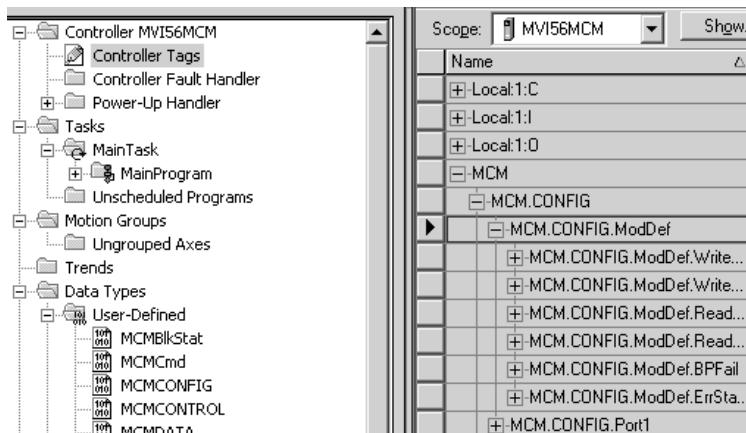 Controller MVI56MCM
Controller Tags
Controller Fault Handler
Power-Up Handler
Tasks
MainTask
MainProgram
Unscheduled Programs
Motion Groups
Ungrouped Axes
Trends
Data Types
User-Defined
MCMBlkStat
MCMCmd
MCMCONFIG
MCMCONTROL
MCMDATA
Scope: MVI56MCM Show.
Name
Local:1:C
Local:1:I
Local:1:O
MCM
MCM.CONFIG
MCM.CONFIG.ModDef
MCM.CONFIG.ModDef.Write...
MCM.CONFIG.ModDef.Write...
MCM.CONFIG.ModDef.Read...
MCM.CONFIG.ModDef.Read...
MCM.CONFIG.ModDef.BPFail
MCM.CONFIG.ModDef.ErrSta...
MCM.CONFIG.Port1